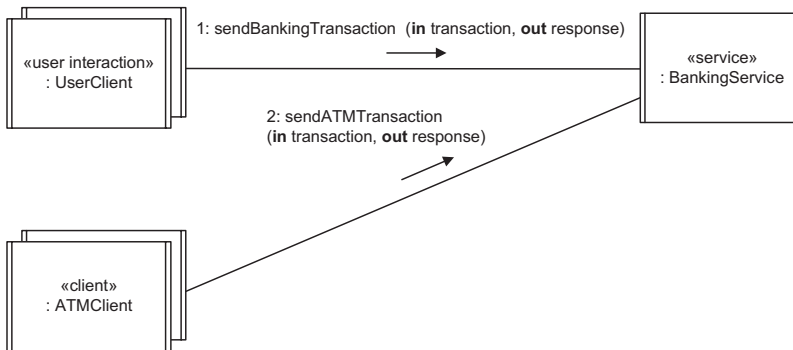 1: sendBankingTransaction (in transaction, out response)
«user interaction»
: UserClient
«service»
: BankingService
2: sendATMTransaction
(in transaction, out response)
«client»
: ATMClient